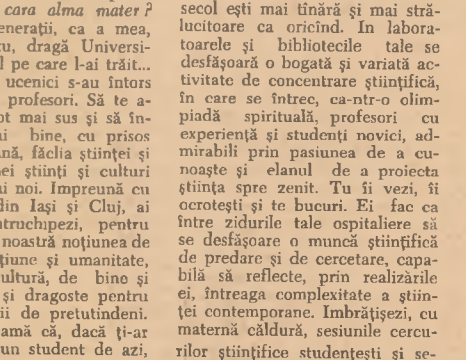 cara alma mater ?
enerații, ca a mea,
u, dragă Universi-
l pe care l-ai trăit...
ucenici s-au întors
profesori. Să te a-
ot mai sus și să în-
i bine, cu prisos
nă, făclia științei și
ei științi și culturi
i noi. Impreună cu
din Iași și Cluj, ai
ntruchipezi, pentru
noastră noțiunea de
țiune și umanitate,
ultură, de bine și
și dragoste pentru
ii de pretutindeni.
amă că, dacă ți-ar
un student de azi,
secol ești mai tînără și mai stră-
lucitoare ca oricînd. In labora-
toarele și bibliotecile tale se
desfășoară o bogată și variată ac-
tivitate de concentrare științifică,
în care se întrec, ca-ntr-o olim-
piadă spirituală, profesori cu
experiență și studenți novici, ad-
mirabili prin pasiunea de a cu-
noaște și elanul de a proiecta
știința spre zenit. Tu îi vezi, îi
ocrotești și te bucuri. Ei fac ca
între zidurile tale ospitaliere să
se desfășoare o muncă științifică
de predare și de cercetare, capa-
bilă să reflecte, prin realizările
ei, întreaga complexitate a știin-
ței contemporane. Imbrățișezi, cu
maternă căldură, sesiunile cercu-
rilor științifice studențești și se-